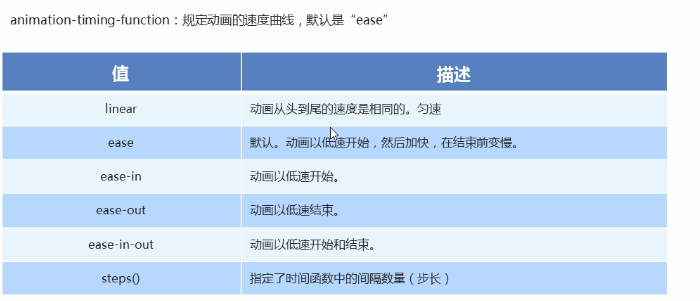 animation-timing-function：规定动画的速度曲线，默认是“ease”
值 描述
linear 动画从头到尾的速度是相同的。匀速
ease 默认。动画以低速开始，然后加快，在结束前变慢。
ease-in 动画以低速开始。
ease-out 动画以低速结束。
ease-in-out 动画以低速开始和结束。
steps() 指定了时间函数中的间隔数量（步长）